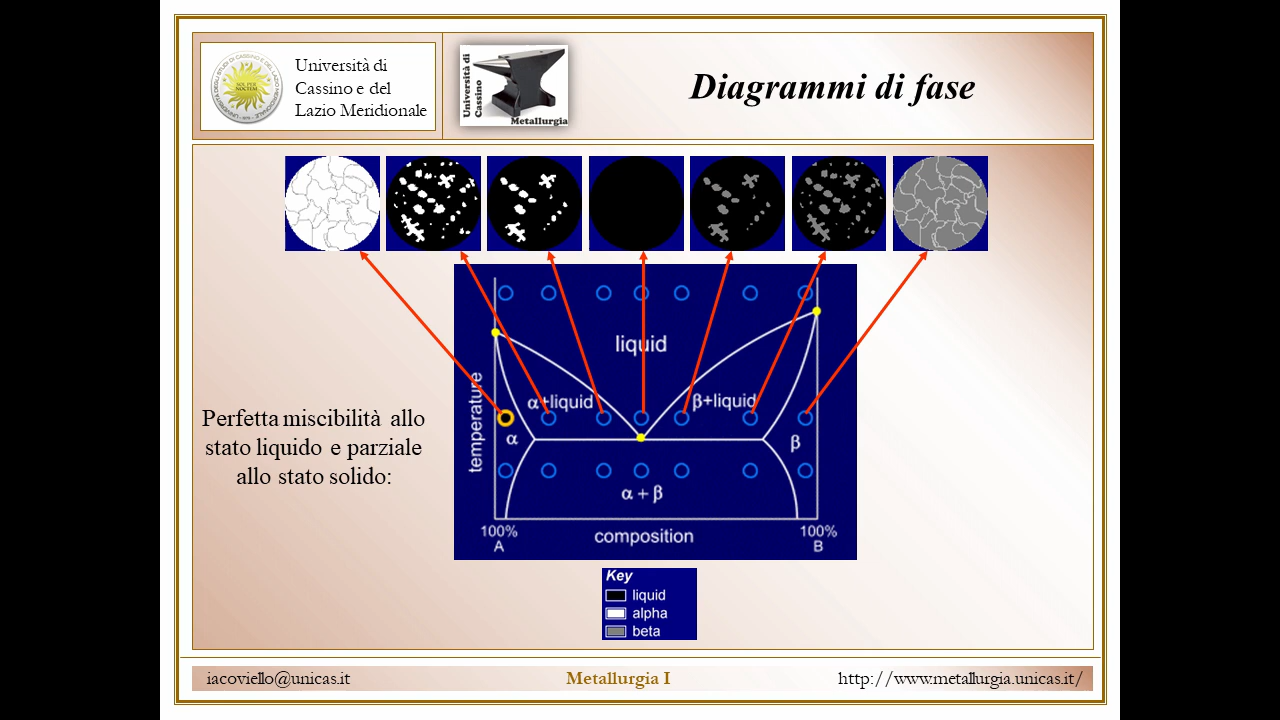 Università di
Cassino e del
Lazio Meridionale
Università di
Cassino
Metallurgia
Diagrammi di fase
Perfetta miscibilità allo
stato liquido e parziale
allo stato solido:
temperature
liquid
α+liquid
β+liquid
α
β
α + β
100%
A
composition
100%
B
Key
liquid
alpha
beta
iacoviello@unicas.it
Metallurgia I
http://www.metallurgia.unicas.it/